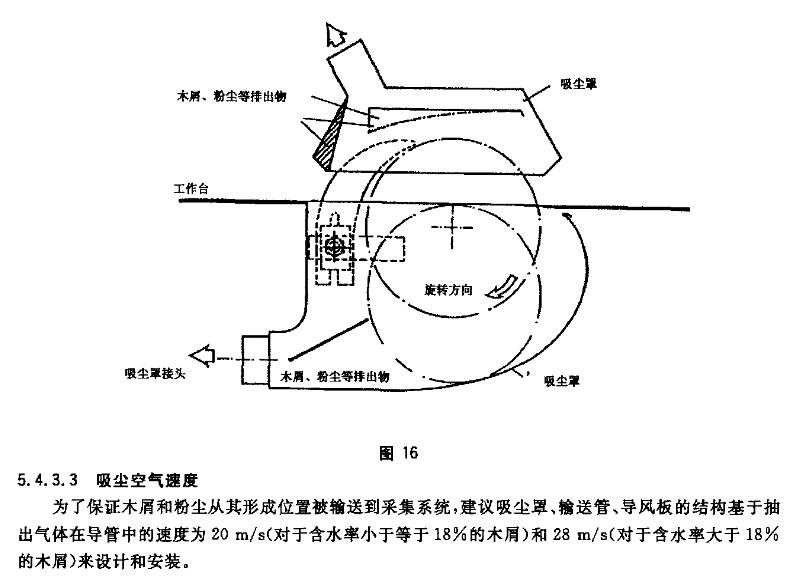 吸尘罩
木屑、粉尘等排出物
工作台
旋转方向
吸尘罩接头
木屑、粉尘等排出物
吸尘罩
图 16
5.4.3.3 吸尘空气速度
为了保证木屑和粉尘从其形成位置被输送到采集系统,建议吸尘罩、输送管、导风板的结构基于抽
出气体在导管中的速度为 20 m/s(对于含水率小于等于 18%的木屑)和 28 m/s(对于含水率大于 18%
的木屑)来设计和安装。